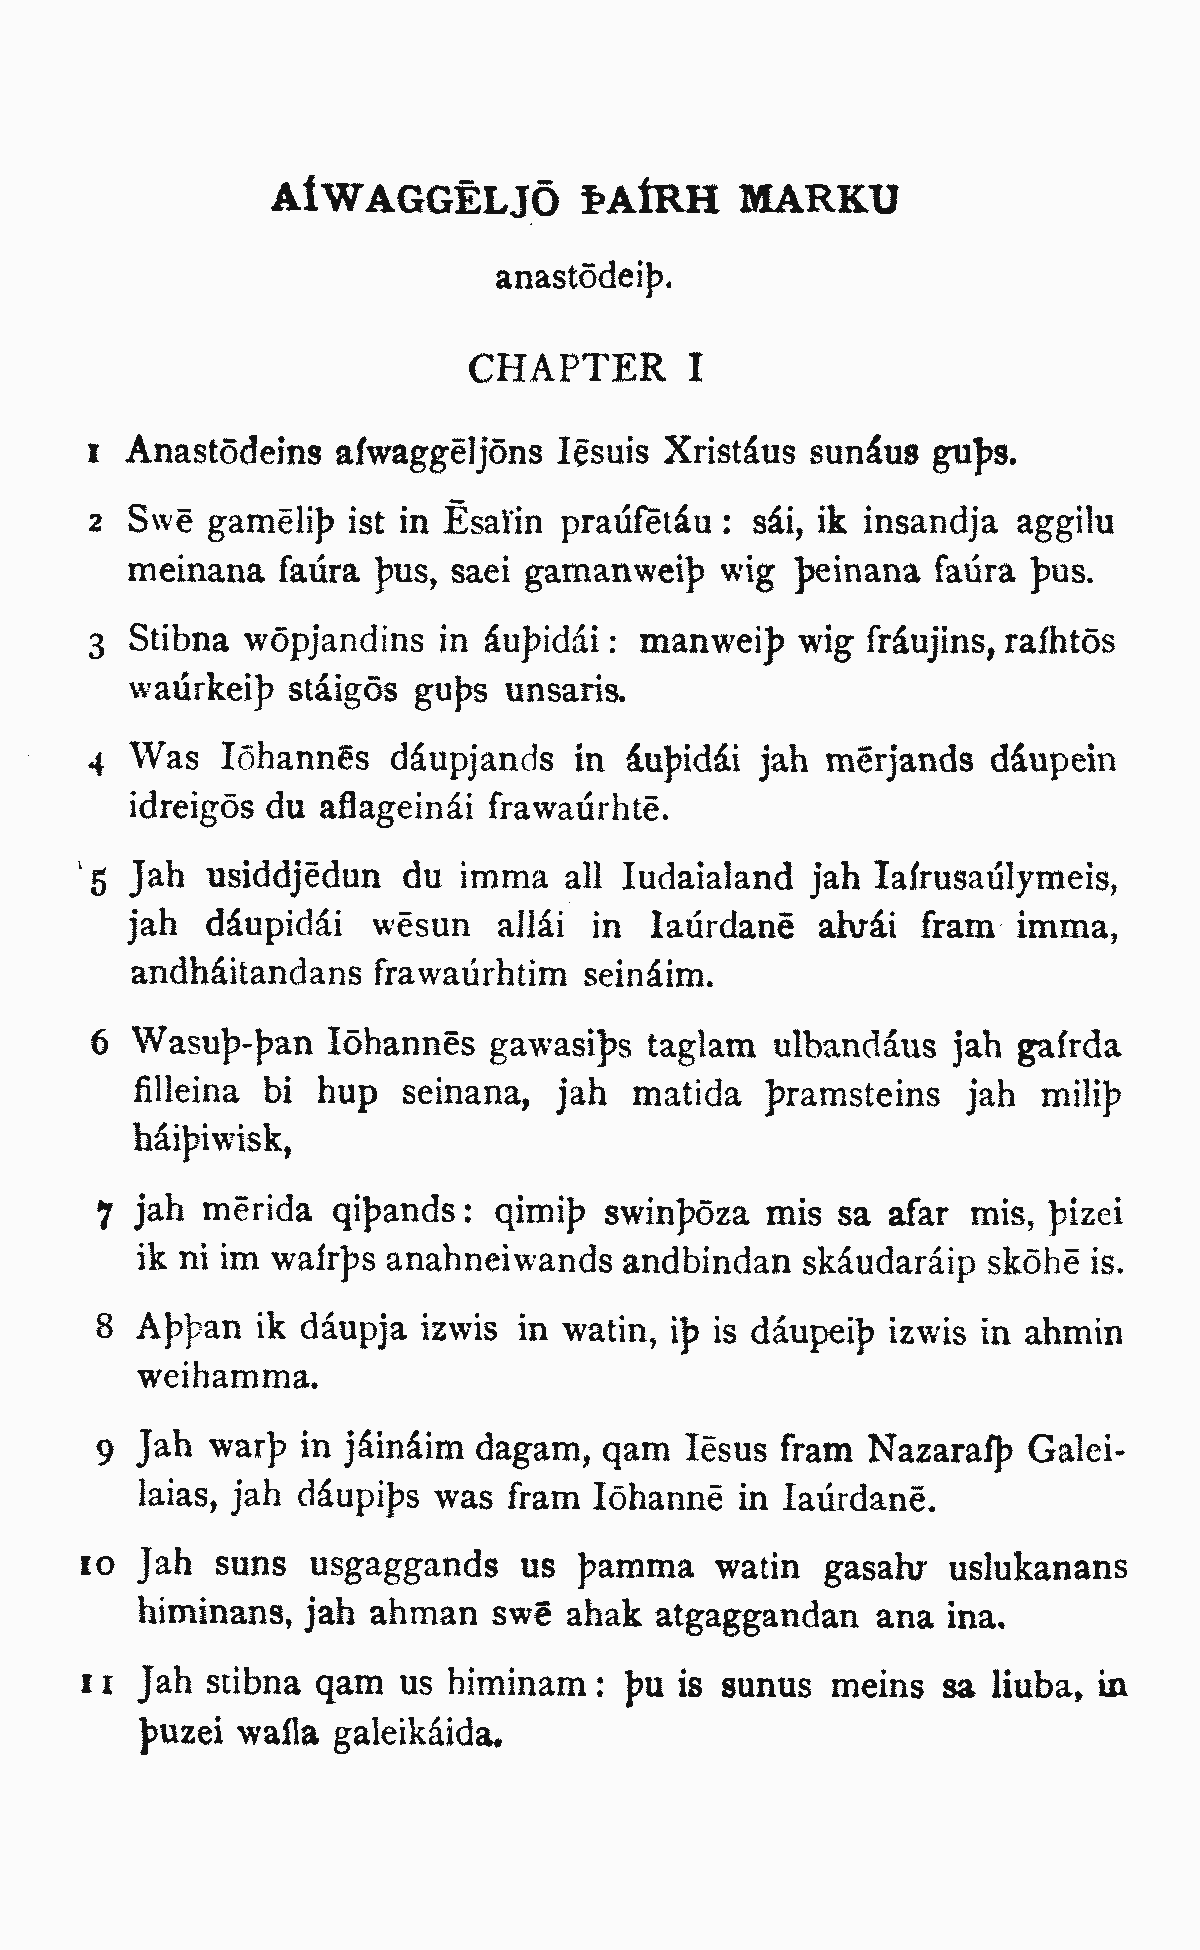 AÍWAGGĒLJŌ ÞAÍRH MARKU
anastōdeiþ.
CHAPTER I
1 Anastōdeins aíwaggēljōns Iēsuis Xristáus sunáus guþs.
2 Swē gamēliþ ist in Ēsaïin praúfētáu : sái, ik insandja aggilu
meinana faúra þus, saei gamanweiþ wig þeinana faúra þus.
3 Stibna wōpjandins in áuþidái : manweiþ wig fráujins, raíhtōs
waúrkeiþ stáigōs guþs unsaris.
4 Was Iōhannēs dáupjands in áuþidái jah mērjands dáupein
idreigōs du aflageinái frawaúrhtē.
5 Jah usiddjēdun du imma all Iudaialand jah Iaírusaúlymeis,
jah dáupidái wēsun allái in Iaúrdanē aƕái fram imma,
andháitandans frawaúrhtim seináim.
6 Wasuþ-þan Iōhannēs gawasiþs taglam ulbandáus jah gaírda
filleina bi hup seinana, jah matida þramsteins jah miliþ
háiþiwisk,
7 jah mērida qiþands : qimiþ swinþōza mis sa afar mis, þizei
ik ni im waírþs anahneiwands andbindan skáudaráip skōhē is.
8 Aþþan ik dáupja izwis in watin, iþ is dáupeiþ izwis in ahmin
weihamma.
9 Jah warþ in jáináim dagam, qam Iēsus fram Nazaraíþ Galei-
laias, jah dáupiþs was fram Iōhannē in Iaúrdanē.
10 Jah suns usgaggands us þamma watin gasaƕ uslukanans
himinans, jah ahman swē ahak atgaggandan ana ina.
11 Jah stibna qam us himinam : þu is sunus meins sa liuba, in
þuzei waíla galeikáida.